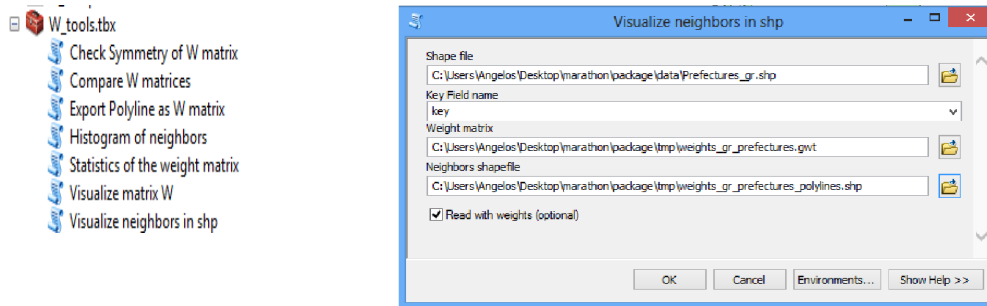 W_tools.tbx
Check Symmetry of W matrix
Compare W matrices
Export Polyline as W matrix
Histogram of neighbors
Statistics of the weight matrix
Visualize matrix W
Visualize neighbors in shp
Visualize neighbors in shp
Shape file
C:\Users\Angelos\Desktop\marathon\package\data\Prefectures_gr.shp
Key Field name
key
Weight matrix
C:\Users\Angelos\Desktop\marathon\package\tmp\weights_gr_prefectures.gwt
Neighbors shapefile
C:\Users\Angelos\Desktop\marathon\package\tmp\weights_gr_prefectures_polylines.shp
Read with weights (optional)
OK
Cancel
Environments...
Show Help >>